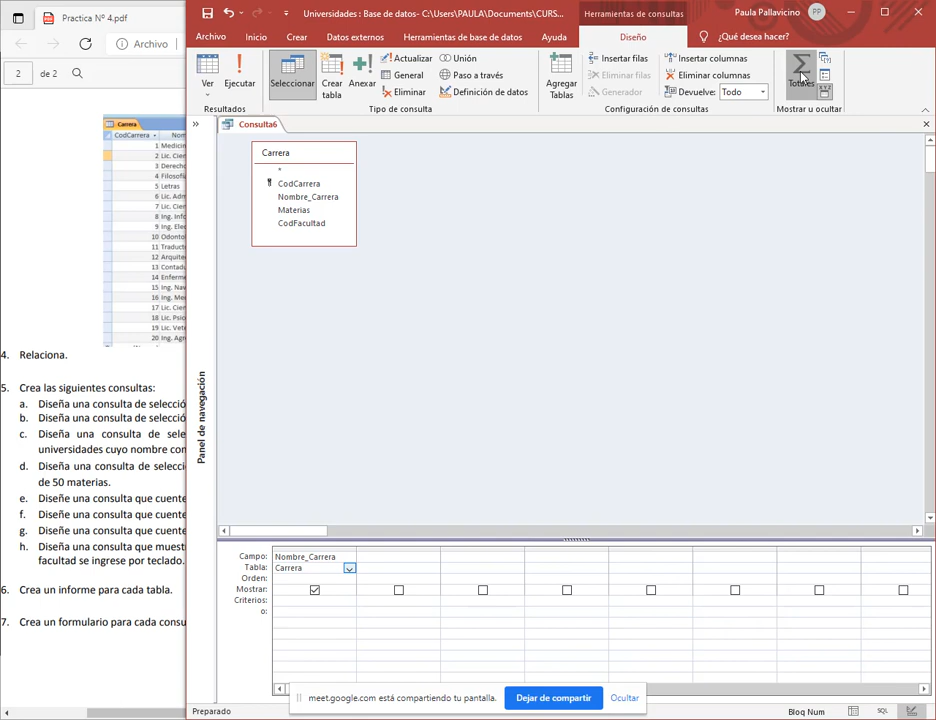 Practica Nº 4.pdf
Archivo
2 de 2
Carrera
CodCarrera Nom
1 Medicin
2 Lic. Cien
3 Derecho
4 Filosofí
5 Letras
6 Lic. Adm
7 Lic. Cien
8 Ing. Info
9 Ing. Elec
10 Odonto
11 Traduct
12 Arquite
13 Contad
14 Enferme
15 Ing. Nav
16 Ing. Me
17 Lic. Cien
18 Lic. Psic
19 Lic. Vete
20 Ing. Agr
4. Relaciona.
5. Crea las siguientes consultas:
a. Diseña una consulta de selecció
b. Diseña una consulta de selecció
c. Diseña una consulta de sele
universidades cuyo nombre con
d. Diseña una consulta de selecci
de 50 materias.
e. Diseñe una consulta que cuente
f. Diseñe una consulta que cuente
g. Diseñe una consulta que cuente
h. Diseña una consulta que muest
facultad se ingrese por teclado.
6. Crea un informe para cada tabla.
7. Crea un formulario para cada consu
Universidades : Base de datos- C:\Users\PAULA\Documents\CURS...
Herramientas de consultas
Paula Pallavicino PP
Archivo Inicio Crear Datos externos Herramientas de base de datos Ayuda Diseño ¿Qué desea hacer?
Ver
Ejecutar
Resultados
Seleccionar
Crear tabla
Anexar
Actualizar
General
Eliminar
Unión
Paso a través
Definición de datos
Tipo de consulta
Agregar Tablas
Insertar filas
Eliminar filas
Generador
Insertar columnas
Eliminar columnas
Devuelve: Todo
Configuración de consultas
Totales
XYZ
Mostrar u ocultar
Consulta6
Panel de navegación
Carrera
*
CodCarrera
Nombre_Carrera
Materias
CodFacultad
Campo: Nombre_Carrera
Tabla: Carrera
Orden:
Mostrar:
Criterios:
o:
meet.google.com está compartiendo tu pantalla. Dejar de compartir Ocultar
Preparado
Bloq Num
SQL